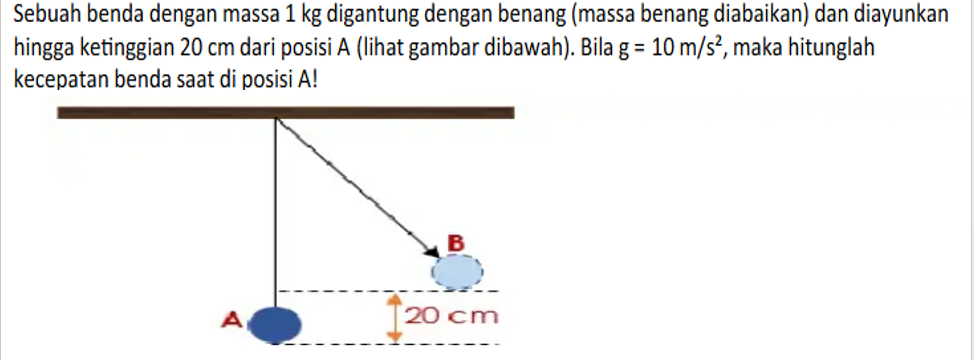 Sebuah benda dengan massa 1 kg digantung dengan benang (massa benang diabaikan) dan diayunkan
hingga ketinggian 20 cm dari posisi A (lihat gambar dibawah). Bila g = 10 m/s², maka hitunglah
kecepatan benda saat di posisi A!
B
A
20 cm